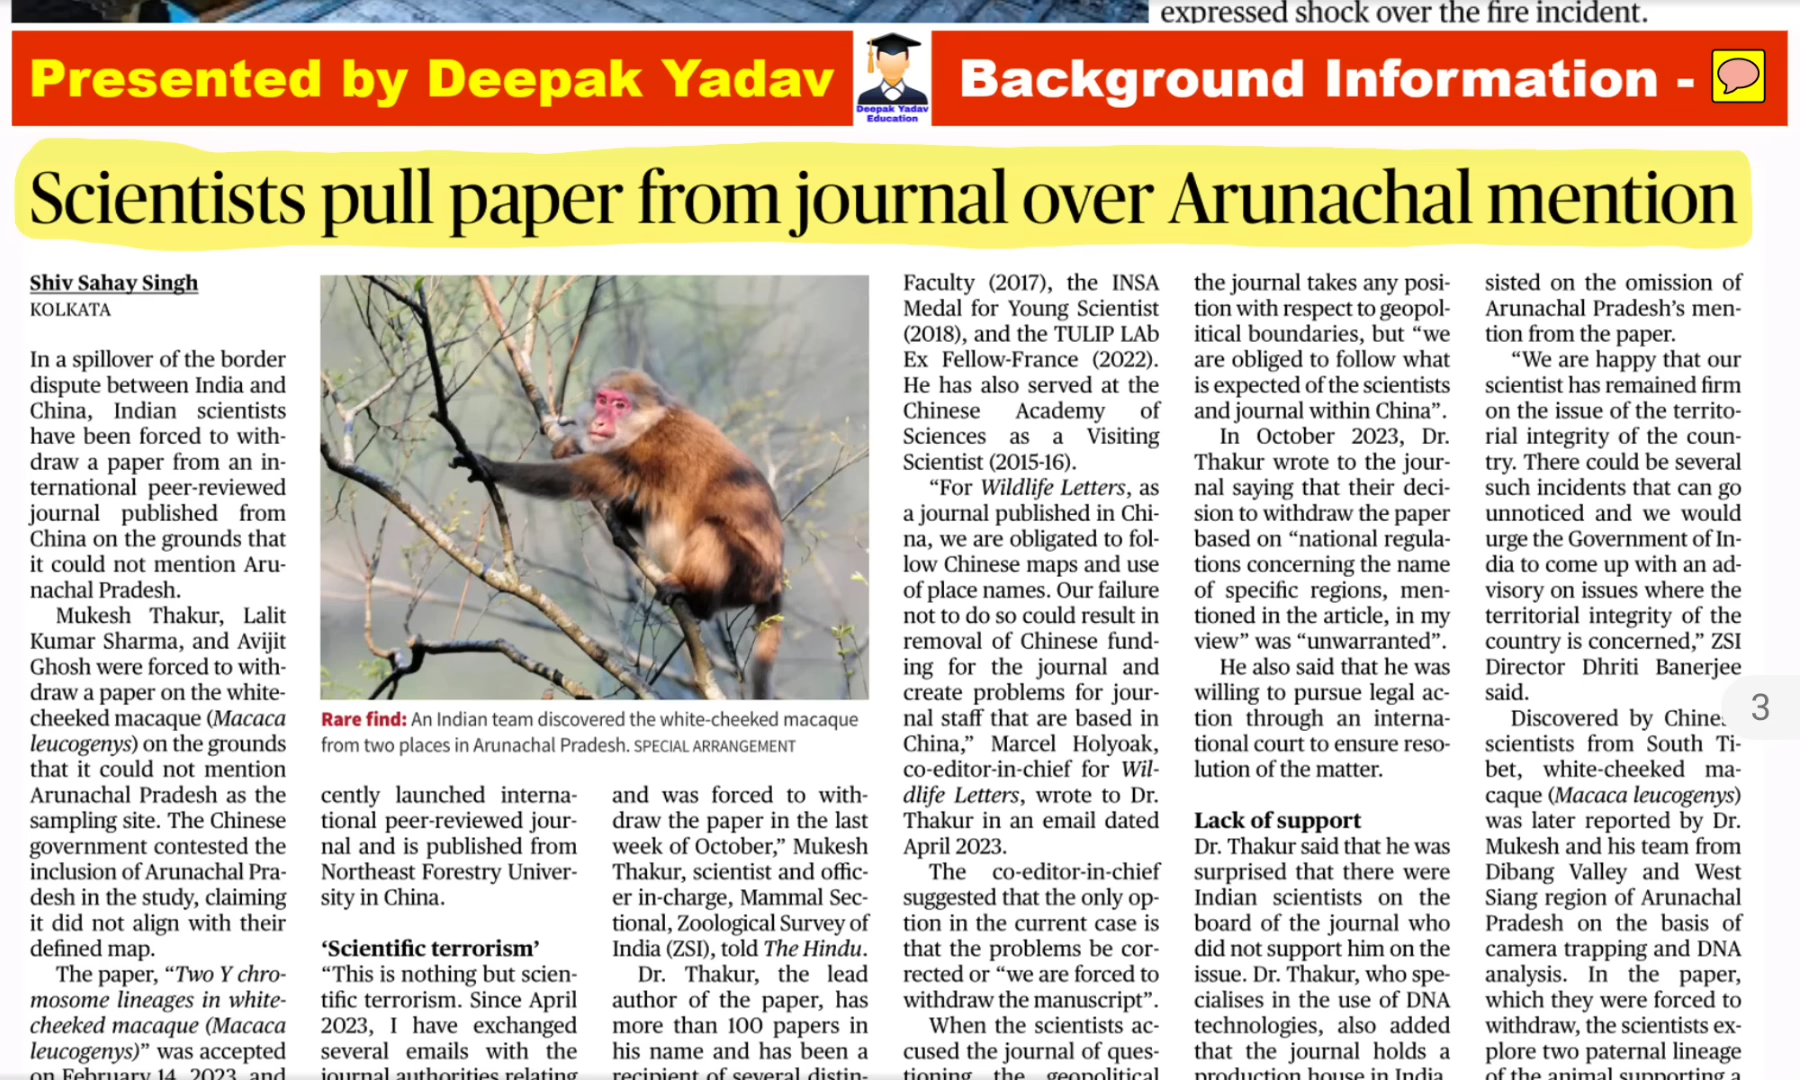 expressed shock over the fire incident.
Presented by Deepak Yadav
Deepak Yadav
Education
Background Information -
Scientists pull paper from journal over Arunachal mention
Shiv Sahay Singh
KOLKATA
In a spillover of the border
dispute between India and
China, Indian scientists
have been forced to with-
draw a paper from an in-
ternational peer-reviewed
journal published from
China on the grounds that
it could not mention Aru-
nachal Pradesh.
Mukesh Thakur, Lalit
Kumar Sharma, and Avijit
Ghosh were forced to with-
draw a paper on the white-
cheeked macaque (Macaca
leucogenys) on the grounds
that it could not mention
Arunachal Pradesh as the
sampling site. The Chinese
government contested the
inclusion of Arunachal Pra-
desh in the study, claiming
it did not align with their
defined map.
The paper, “Two Y chro-
mosome lineages in white-
cheeked macaque (Macaca
leucogenys)” was accepted
on February 14, 2023, and
Rare find: An Indian team discovered the white-cheeked macaque
from two places in Arunachal Pradesh. SPECIAL ARRANGEMENT
cently launched interna-
tional peer-reviewed jour-
nal and is published from
Northeast Forestry Univer-
sity in China.
‘Scientific terrorism’
“This is nothing but scien-
tific terrorism. Since April
2023, I have exchanged
several emails with the
journal authorities relating
and was forced to with-
draw the paper in the last
week of October,” Mukesh
Thakur, scientist and offic-
er in-charge, Mammal Sec-
tional, Zoological Survey of
India (ZSI), told The Hindu.
Dr. Thakur, the lead
author of the paper, has
more than 100 papers in
his name and has been a
recipient of several distin-
Faculty (2017), the INSA
Medal for Young Scientist
(2018), and the TULIP LAb
Ex Fellow-France (2022).
He has also served at the
Chinese Academy of
Sciences as a Visiting
Scientist (2015-16).
“For Wildlife Letters, as
a journal published in Chi-
na, we are obligated to fol-
low Chinese maps and use
of place names. Our failure
not to do so could result in
removal of Chinese fund-
ing for the journal and
create problems for jour-
nal staff that are based in
China,” Marcel Holyoak,
co-editor-in-chief for Wil-
dlife Letters, wrote to Dr.
Thakur in an email dated
April 2023.
The co-editor-in-chief
suggested that the only op-
tion in the current case is
that the problems be cor-
rected or “we are forced to
withdraw the manuscript”.
When the scientists ac-
cused the journal of ques-
tioning the geopolitical
the journal takes any posi-
tion with respect to geopol-
itical boundaries, but “we
are obliged to follow what
is expected of the scientists
and journal within China”.
In October 2023, Dr.
Thakur wrote to the jour-
nal saying that their deci-
sion to withdraw the paper
based on “national regula-
tions concerning the name
of specific regions, men-
tioned in the article, in my
view” was “unwarranted”.
He also said that he was
willing to pursue legal ac-
tion through an interna-
tional court to ensure reso-
lution of the matter.
Lack of support
Dr. Thakur said that he was
surprised that there were
Indian scientists on the
board of the journal who
did not support him on the
issue. Dr. Thakur, who spe-
cialises in the use of DNA
technologies, also added
that the journal holds a
production house in India
sisted on the omission of
Arunachal Pradesh’s men-
tion from the paper.
“We are happy that our
scientist has remained firm
on the issue of the territo-
rial integrity of the coun-
try. There could be several
such incidents that can go
unnoticed and we would
urge the Government of In-
dia to come up with an ad-
visory on issues where the
territorial integrity of the
country is concerned,” ZSI
Director Dhriti Banerjee
said.
Discovered by Chines
scientists from South Ti-
bet, white-cheeked ma-
caque (Macaca leucogenys)
was later reported by Dr.
Mukesh and his team from
Dibang Valley and West
Siang region of Arunachal
Pradesh on the basis of
camera trapping and DNA
analysis. In the paper,
which they were forced to
withdraw, the scientists ex-
plore two paternal lineage
of the animal supporting a
3